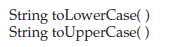 String toLowerCase( )
String toUpperCase( )